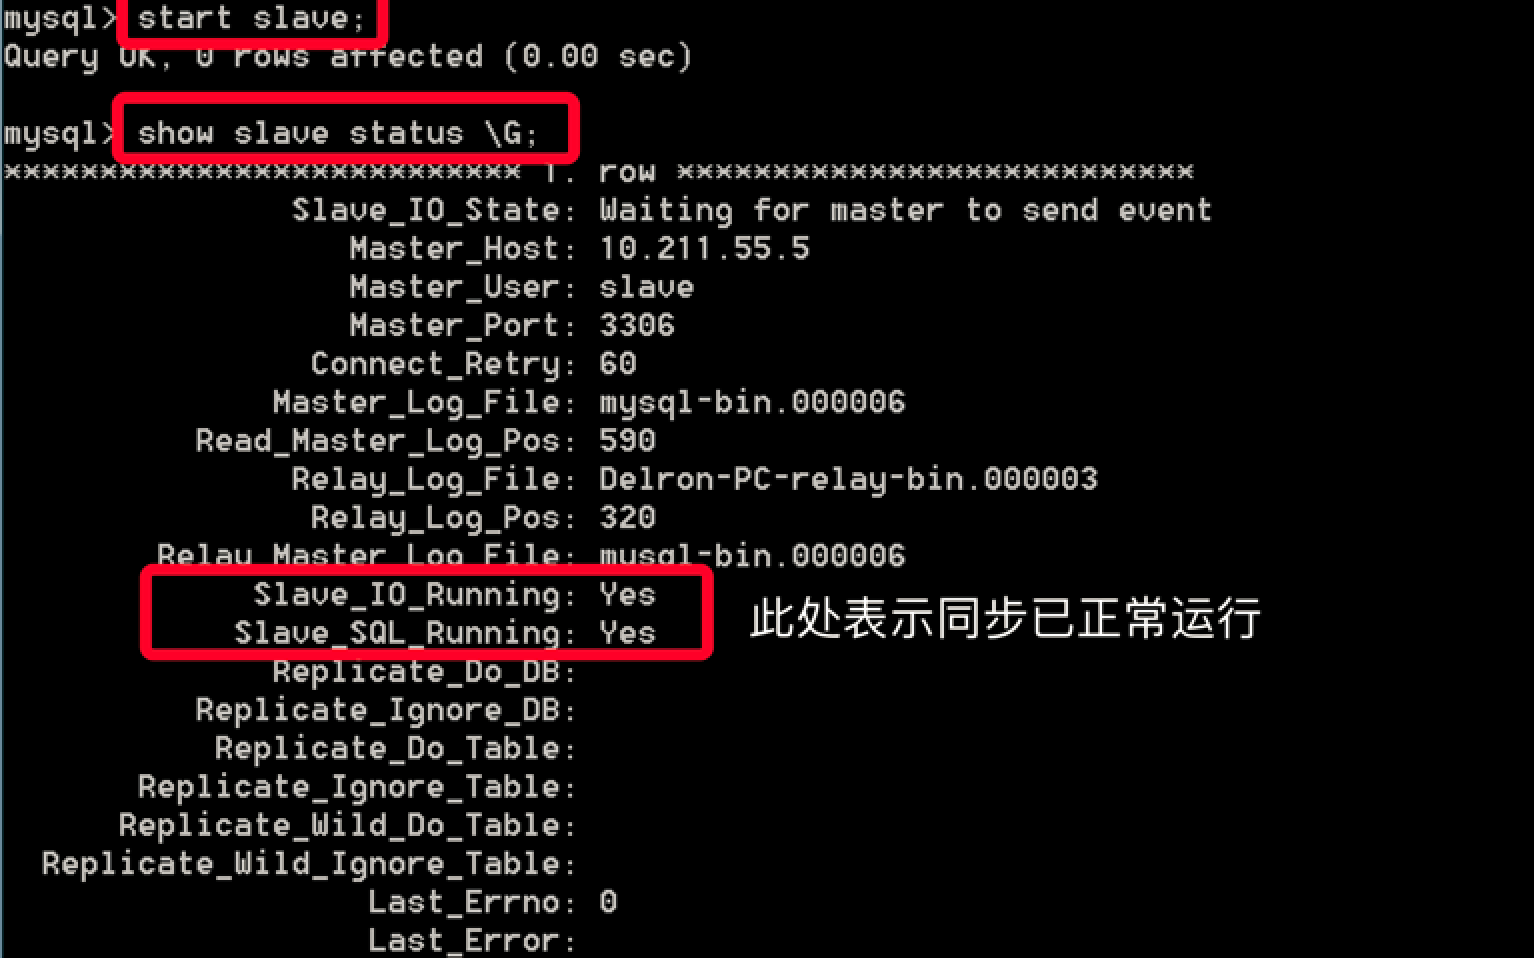 mysql> start slave;
Query OK, 0 rows affected (0.00 sec)
mysql> show slave status \G;
*************************** 1. row ***************************
Slave_IO_State: Waiting for master to send event
Master_Host: 10.211.55.5
Master_User: slave
Master_Port: 3306
Connect_Retry: 60
Master_Log_File: mysql-bin.000006
Read_Master_Log_Pos: 590
Relay_Log_File: Delron-PC-relay-bin.000003
Relay_Log_Pos: 320
Relay_Master_Log_File: mysql-bin.000006
Slave_IO_Running: Yes
Slave_SQL_Running: Yes
此处表示同步已正常运行
Replicate_Do_DB:
Replicate_Ignore_DB:
Replicate_Do_Table:
Replicate_Ignore_Table:
Replicate_Wild_Do_Table:
Replicate_Wild_Ignore_Table:
Last_Errno: 0
Last_Error: